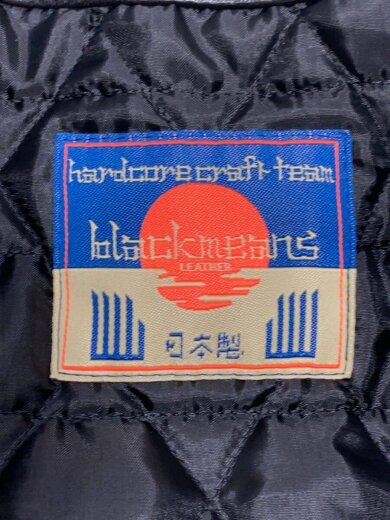 hardcore craft team
blackmeans
LEATHER
日本製